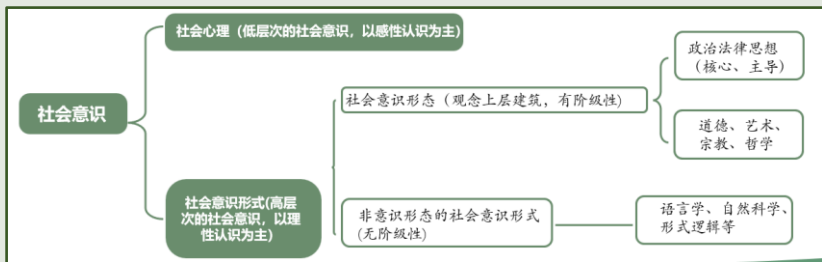 社会心理（低层次的社会意识，以感性认识为主）
社会意识
社会意识形式(高层
次的社会意识，以理
性认识为主)
社会意识形态（观念上层建筑，有阶级性)
政治法律思想
（核心、主导）
道德、艺术、
宗教、哲学
非意识形态的社会意识形式
(无阶级性)
语言学、自然科学、
形式逻辑等